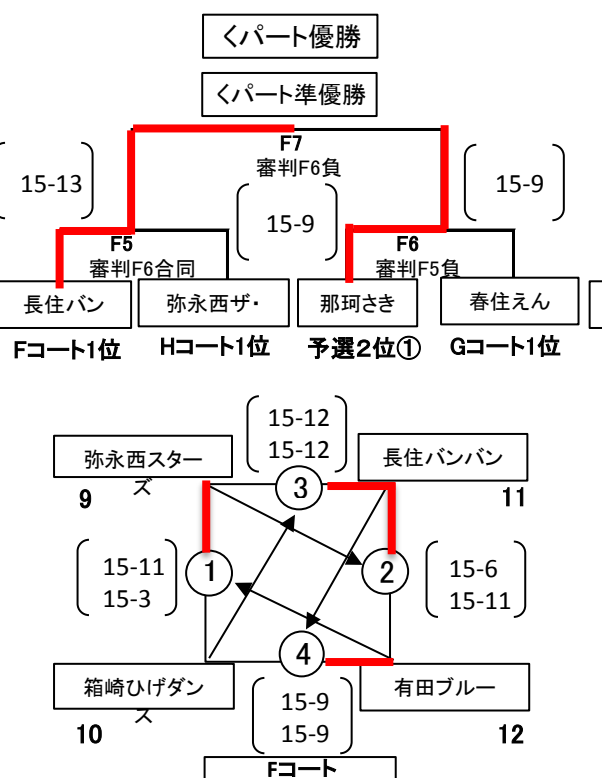 くパート優勝
くパート準優勝
F7
審判F6負
15-13
15-9
15-9
F5
審判F6合同
F6
審判F5負
長住バン
弥永西ザ・
那珂さき
春住えん
Fコート1位
Hコート1位
予選2位①
Gコート1位
15-12
15-12
弥永西スター
ズ
長住バンバン
9
③
11
15-11
15-3
①
②
15-6
15-11
④
箱崎ひげダン
ス
有田ブルー
10
15-9
15-9
12
Fコート